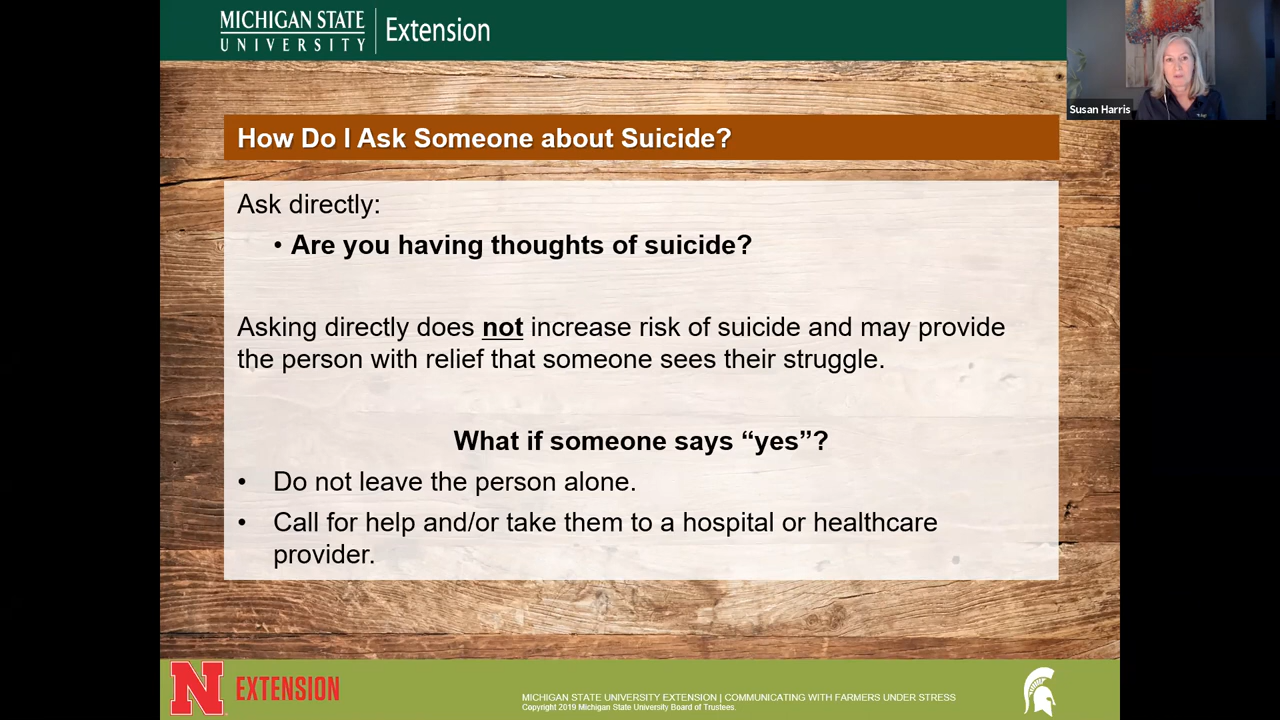 MICHIGAN STATE
UNIVERSITY
Extension
Susan Harris
How Do I Ask Someone about Suicide?
Ask directly:
• Are you having thoughts of suicide?
Asking directly does not increase risk of suicide and may provide
the person with relief that someone sees their struggle.
What if someone says “yes”?
• Do not leave the person alone.
• Call for help and/or take them to a hospital or healthcare
provider.
N EXTENSION
MICHIGAN STATE UNIVERSITY EXTENSION | COMMUNICATING WITH FARMERS UNDER STRESS
Copyright 2019 Michigan State University Board of Trustees.